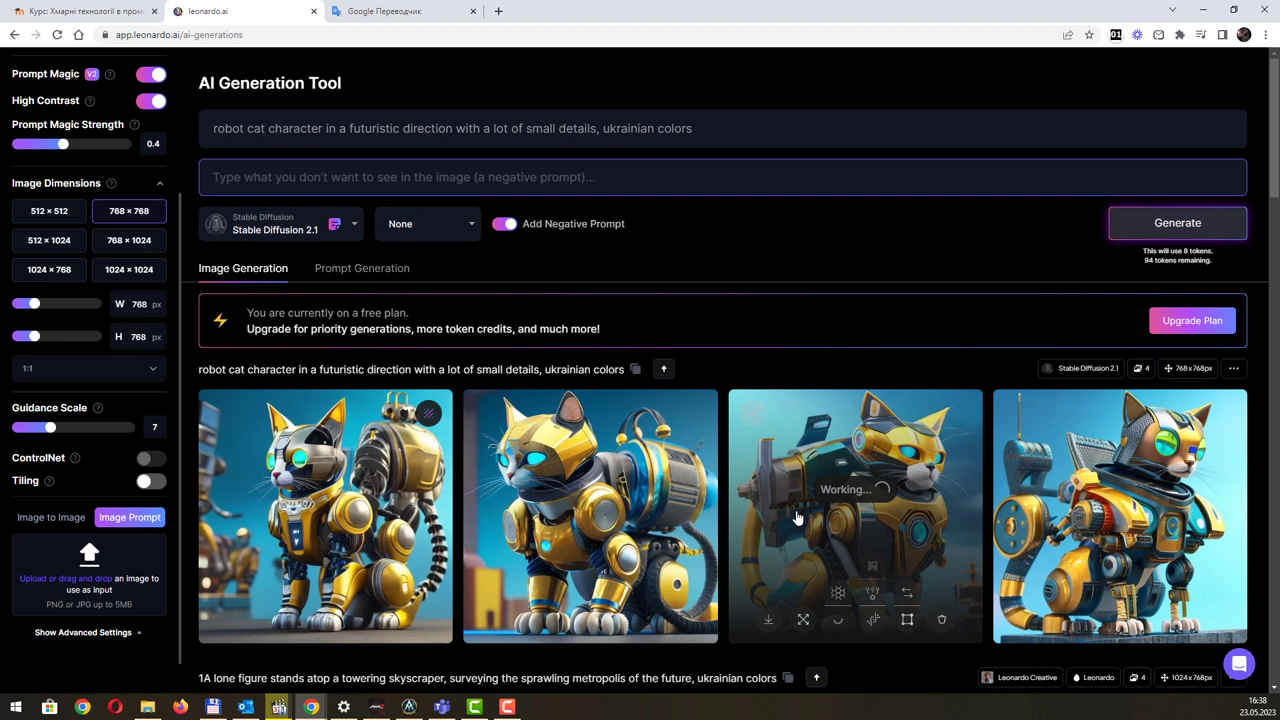 Курс: Хмарні технології в пром
leonardo.ai
Google Переводчик
app.leonardo.ai/ai-generations
Prompt Magic V2
High Contrast
Prompt Magic Strength
0.4
Image Dimensions
512 × 512
768 × 768
512 × 1024
768 × 1024
1024 × 768
1024 × 1024
W 768 px
H 768 px
1:1
Guidance Scale
7
ControlNet
Tiling
Image to Image
Image Prompt
Upload or drag and drop an image to
use as input
PNG or JPG up to 5MB
Show Advanced Settings
AI Generation Tool
robot cat character in a futuristic direction with a lot of small details, ukrainian colors
Type what you don't want to see in the image (a negative prompt)...
Stable Diffusion
Stable Diffusion 2.1
None
Add Negative Prompt
Generate
This will use 8 tokens.
94 tokens remaining.
Image Generation
Prompt Generation
You are currently on a free plan.
Upgrade for priority generations, more token credits, and much more!
Upgrade Plan
robot cat character in a futuristic direction with a lot of small details, ukrainian colors
Stable Diffusion 2.1
4
768x768px
Working...
1A lone figure stands atop a towering skyscraper, surveying the sprawling metropolis of the future, ukrainian colors
Leonardo Creative
Leonardo
4
1024x768px
16:38
23.05.2023